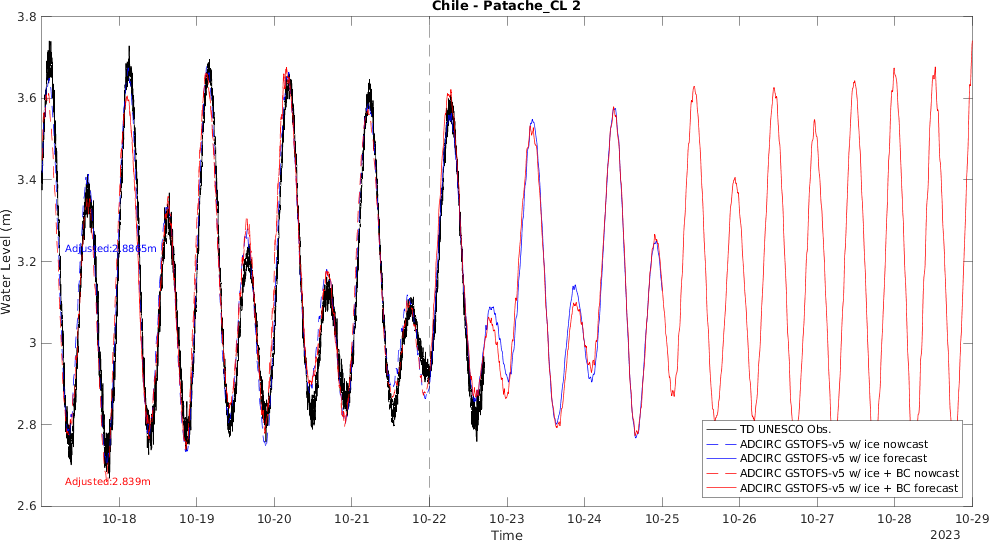 Chile - Patache_CL 2
3.8
3.6
3.4
3.2
3
2.8
2.6
Water Level (m)
Adjusted:2.8865m
Adjusted:2.839m
TD UNESCO Obs.
ADCIRC GSTOFS-v5 w/ ice nowcast
ADCIRC GSTOFS-v5 w/ ice forecast
ADCIRC GSTOFS-v5 w/ ice + BC nowcast
ADCIRC GSTOFS-v5 w/ ice + BC forecast
10-18 10-19 10-20 10-21 10-22 10-23 10-24 10-25 10-26 10-27 10-28 10-29
Time
2023